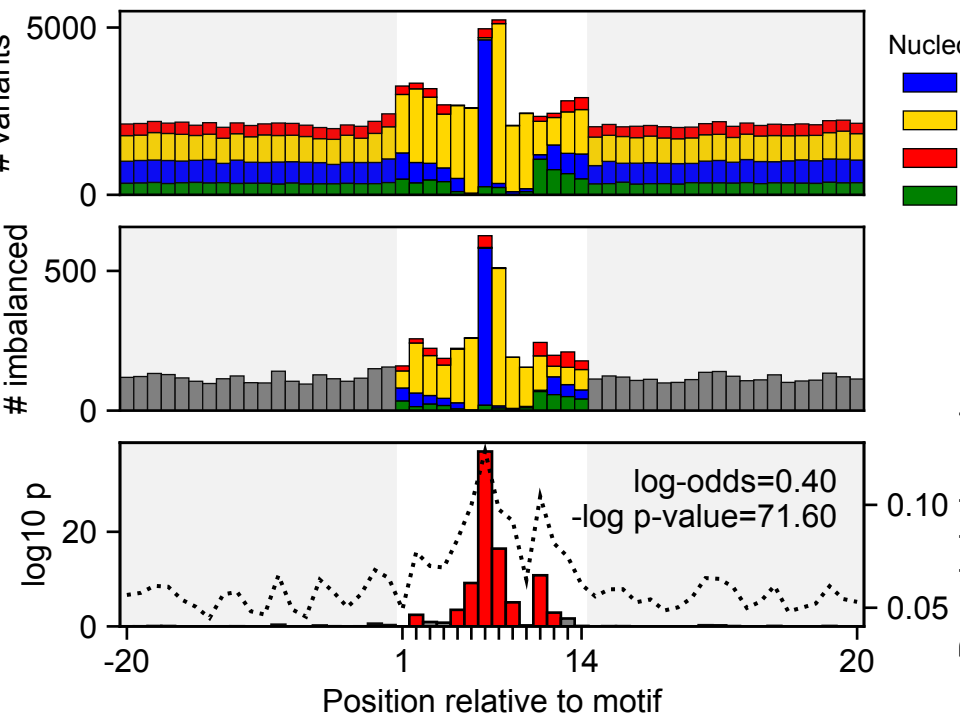 5000
0
# variants
Nucleo
500
0
# imbalanced
log-odds=0.40
-log p-value=71.60
20
0
log10 p
0.10
0.05
-20
1
14
20
Position relative to motif